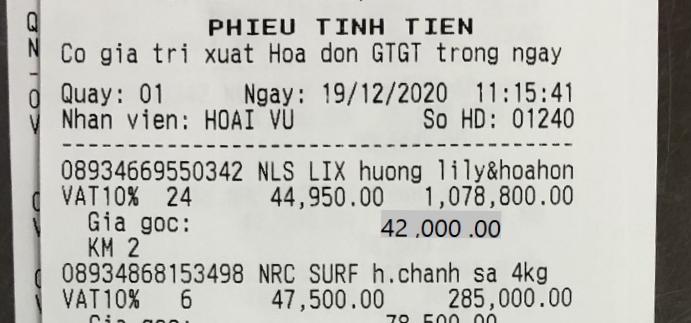 PHIEU TINH TIEN
Co gia tri xuat Hoa don GTGT trong ngay
Quay: 01 Ngay: 19/12/2020 11:15:41
Nhan vien: HOAI VU So HD: 01240
08934669550342 NLS LIX huong lily&hoahon
VAT10% 24 44,950.00 1,078,800.00
Gia goc: 42 ,000 .00
KM 2
08934868153498 NRC SURF h.chanh sa 4kg
VAT10% 6 47,500.00 285,000.00
Gia goc: 78,500.00